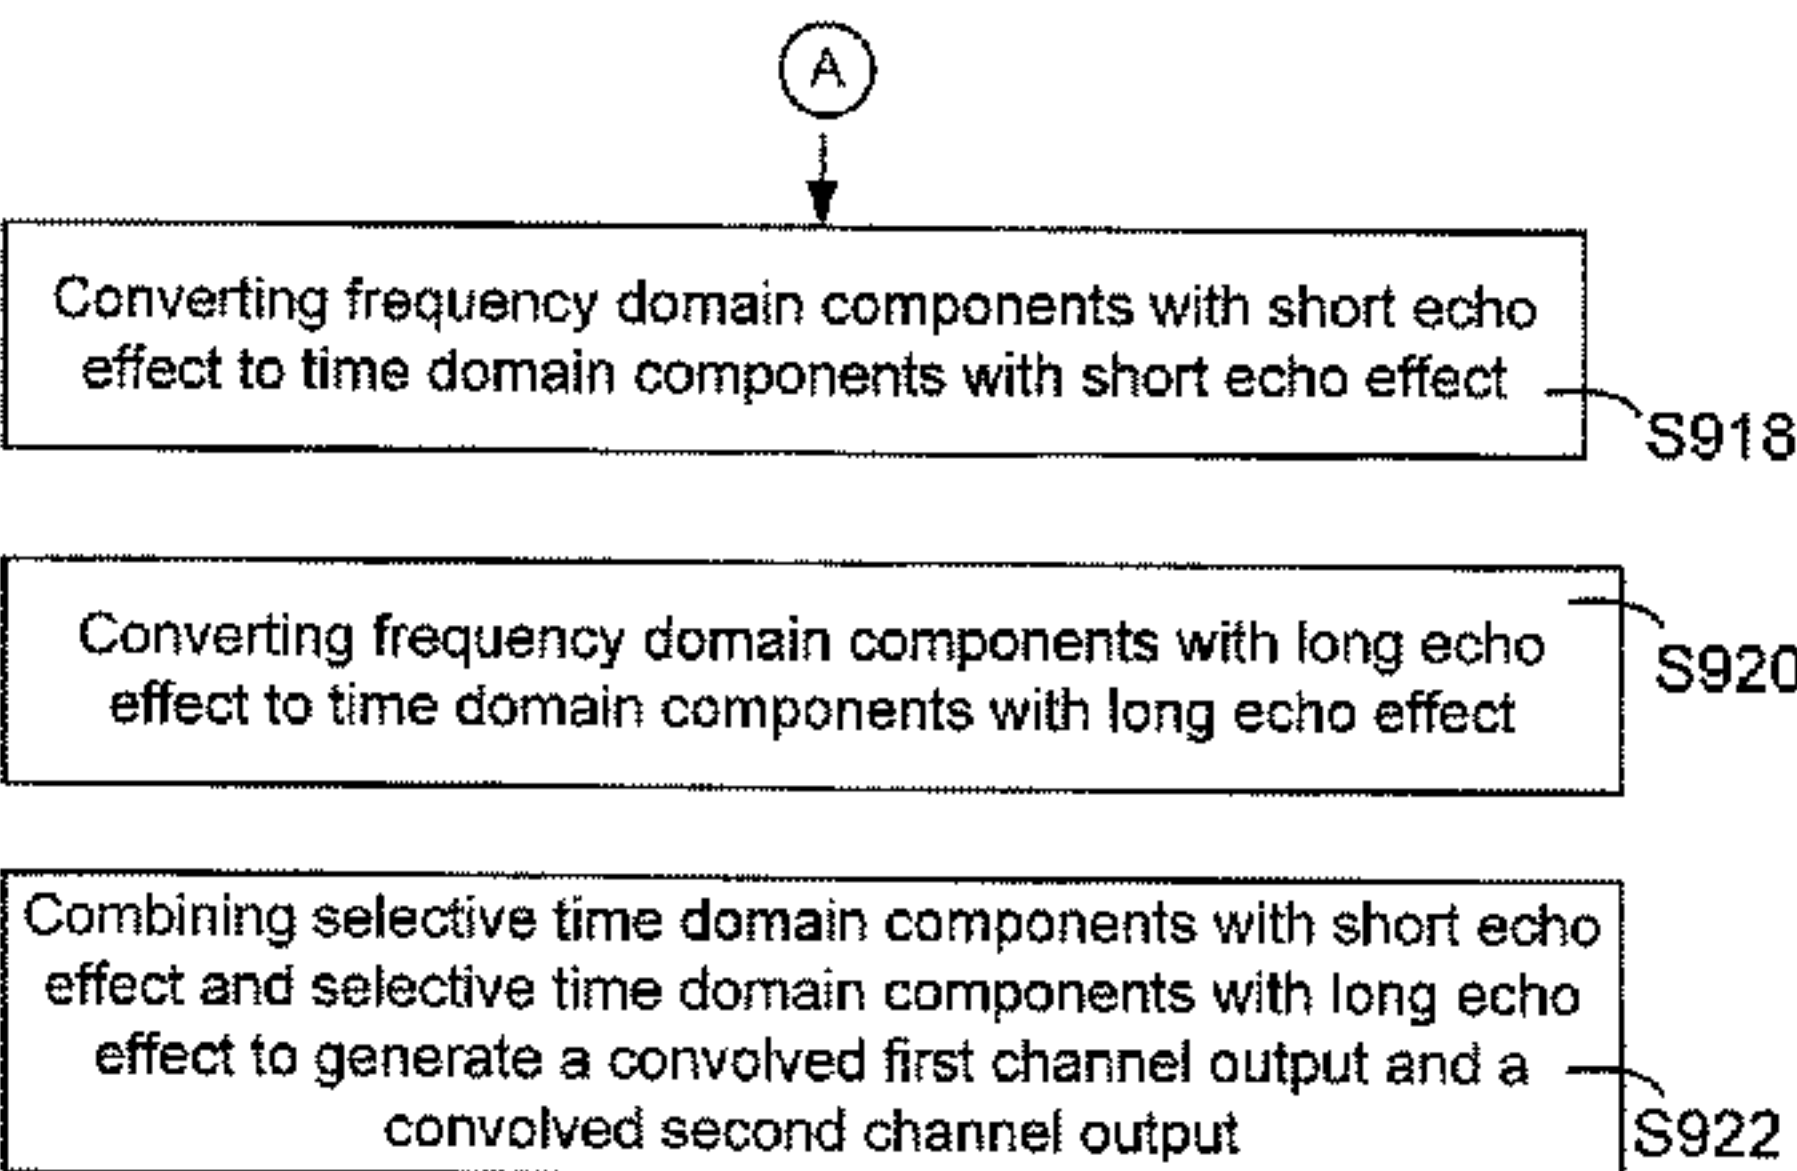 A
Converting frequency domain components with short echo
effect to time domain components with short echo effect
S918
Converting frequency domain components with long echo
effect to time domain components with long echo effect
S920
Combining selective time domain components with short echo
effect and selective time domain components with long echo
effect to generate a convolved first channel output and a
convolved second channel output
S922